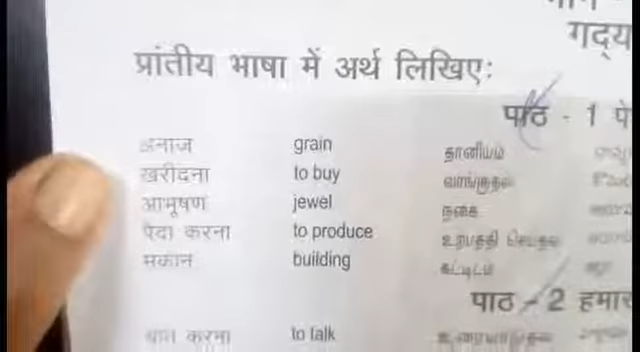 गद्य
प्रांतीय भाषा में अर्थ लिखिए:
पाठ - 1 पे
अनाज grain தானியம்
खरीदना to buy வாங்குதல்
आभूषण jewel நகை
पैदा करना to produce உற்பத்தி செய்தல்
मकान building கட்டிடம்
पाठ - 2 हमार
बात करना to talk